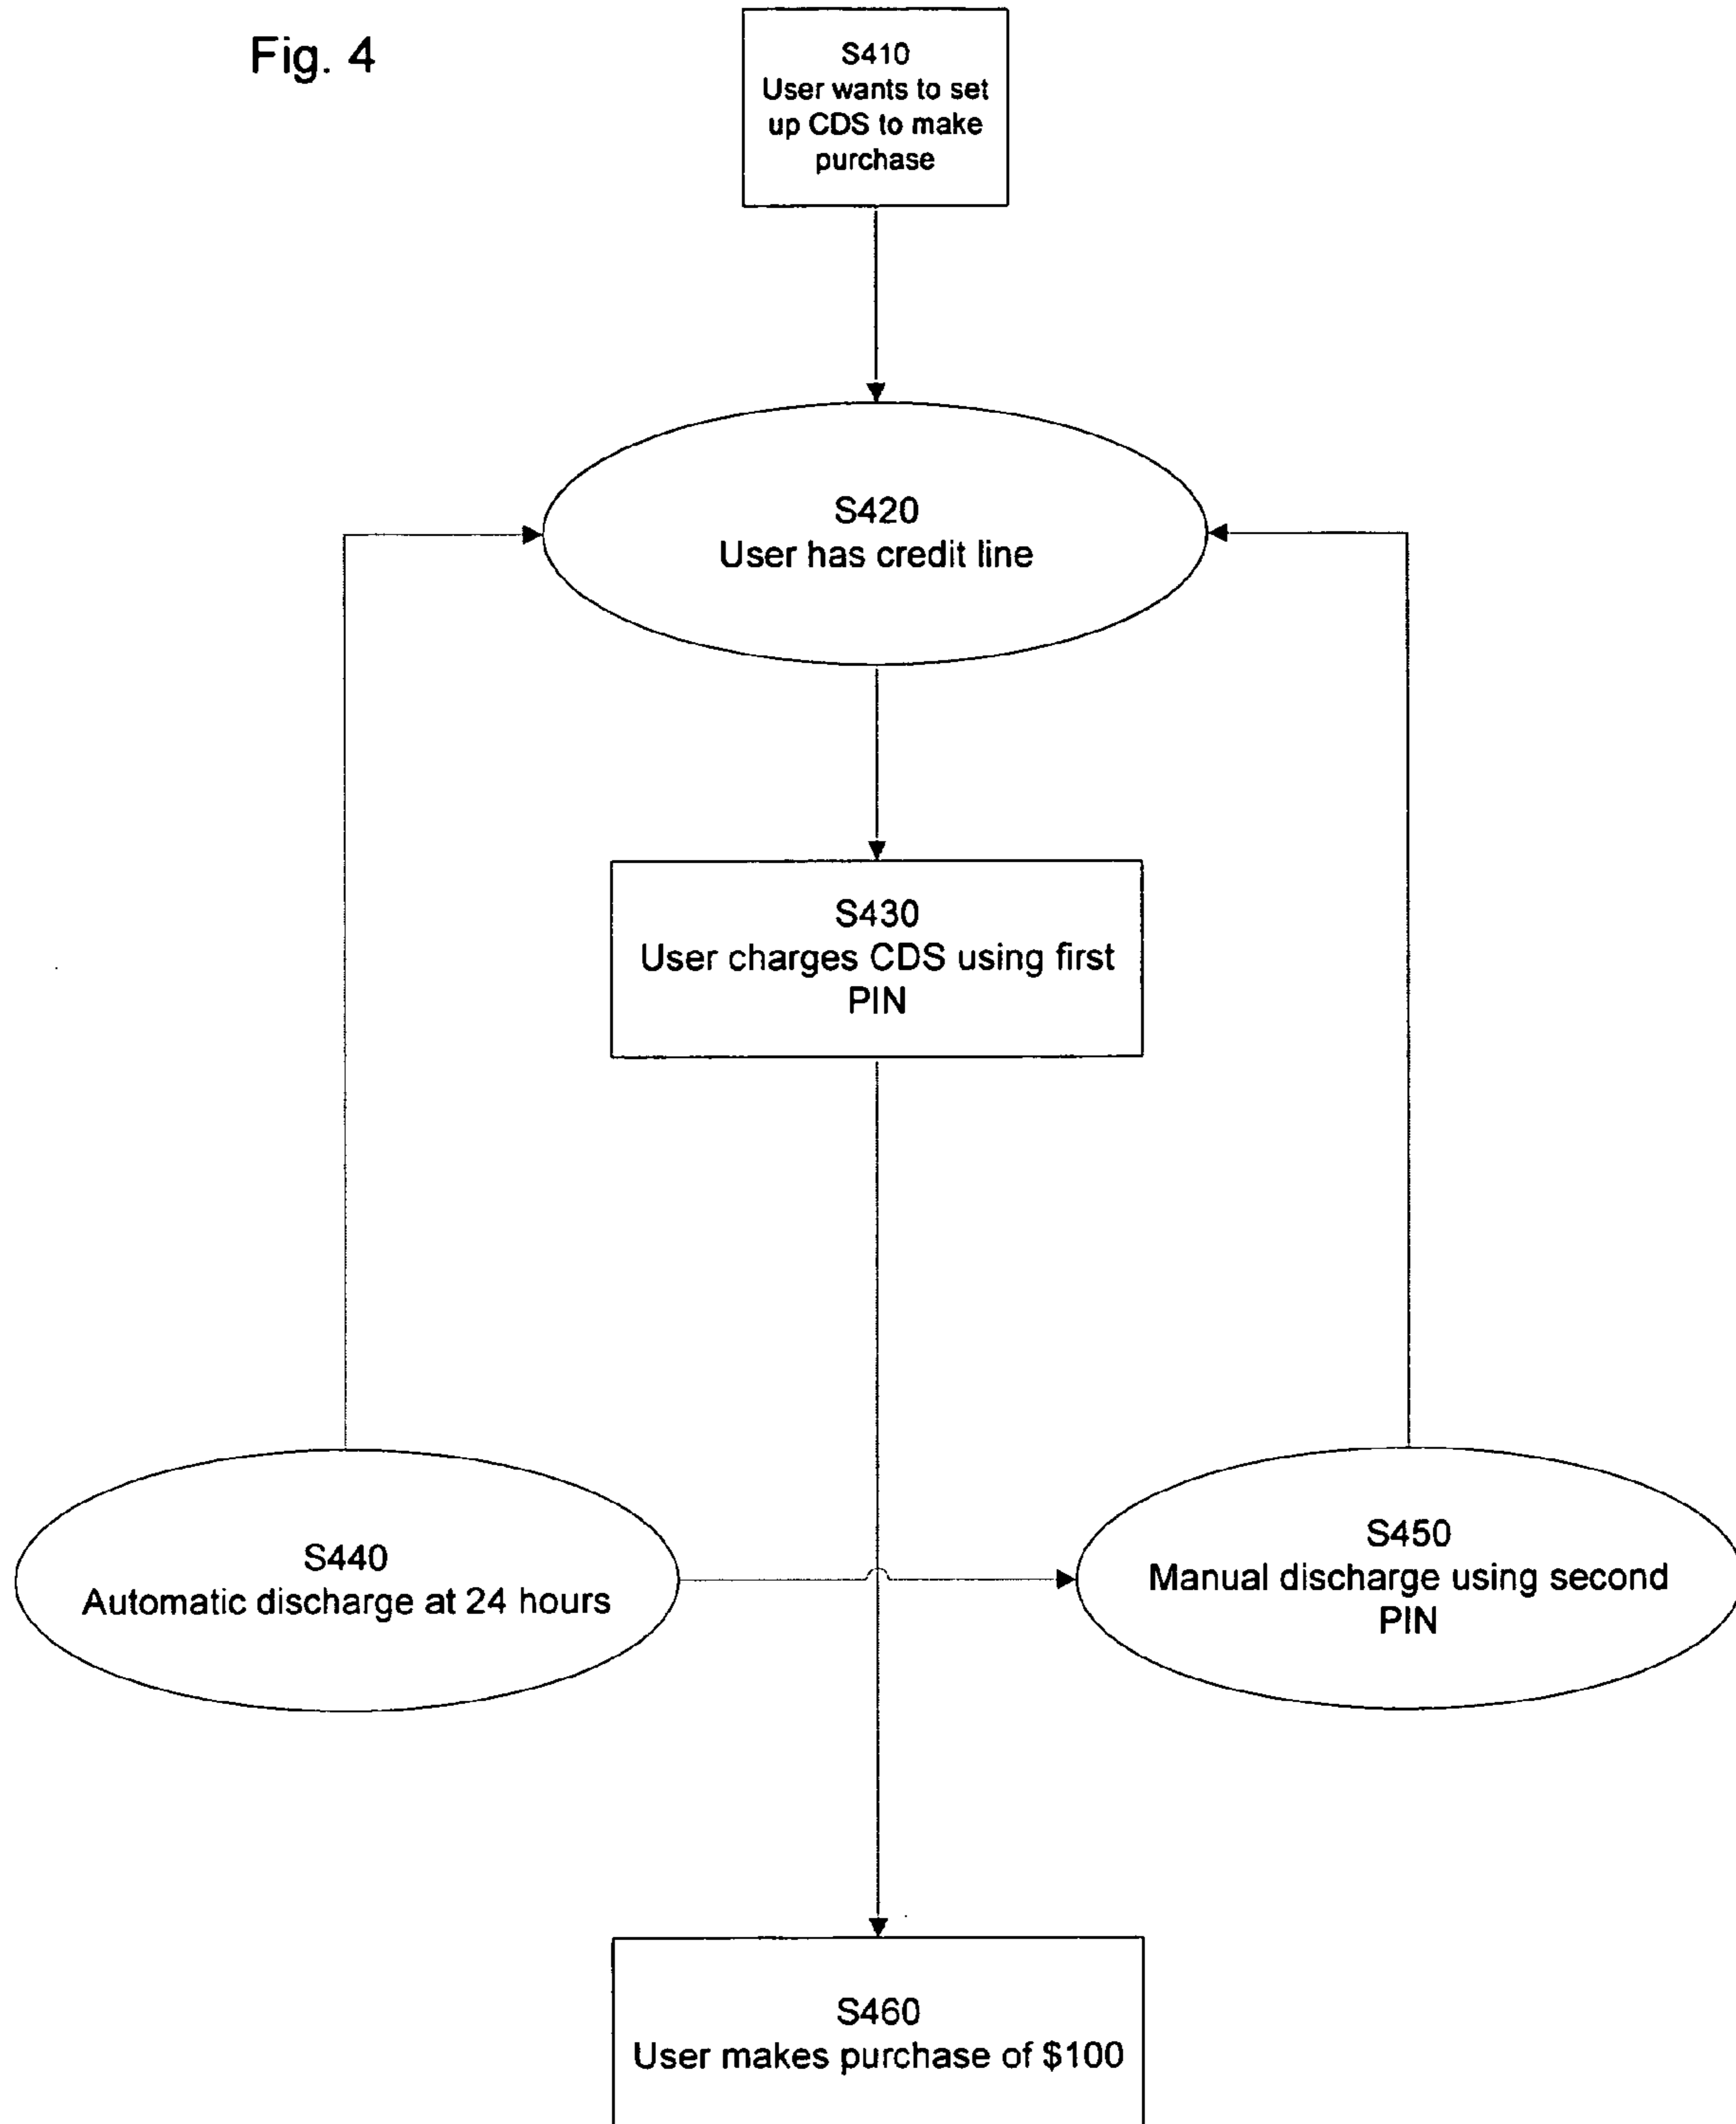 Fig. 4
S410
User wants to set
up CDS to make
purchase
S420
User has credit line
S430
User charges CDS using first
PIN
S440
Automatic discharge at 24 hours
S450
Manual discharge using second
PIN
S460
User makes purchase of $100